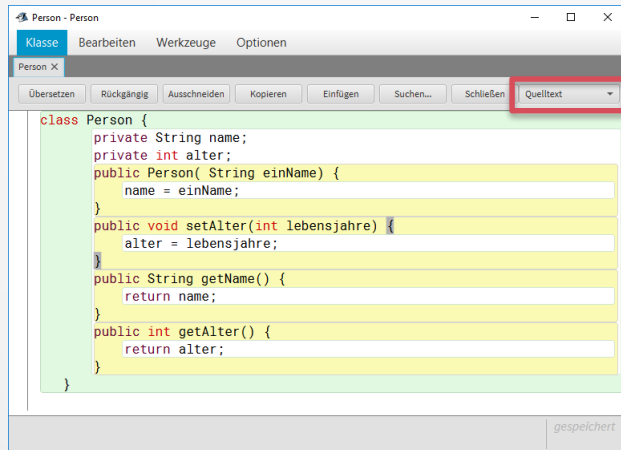 Person - Person
Klasse Bearbeiten Werkzeuge Optionen
Person X
Übersetzen Rückgängig Ausschneiden Kopieren Einfügen Suchen... Schließen Quelltext
class Person {
private String name;
private int alter;
public Person( String einName) {
name = einName;
}
public void setAlter(int lebensjahre) {
alter = lebensjahre;
}
public String getName() {
return name;
}
public int getAlter() {
return alter;
}
}
gespeichert